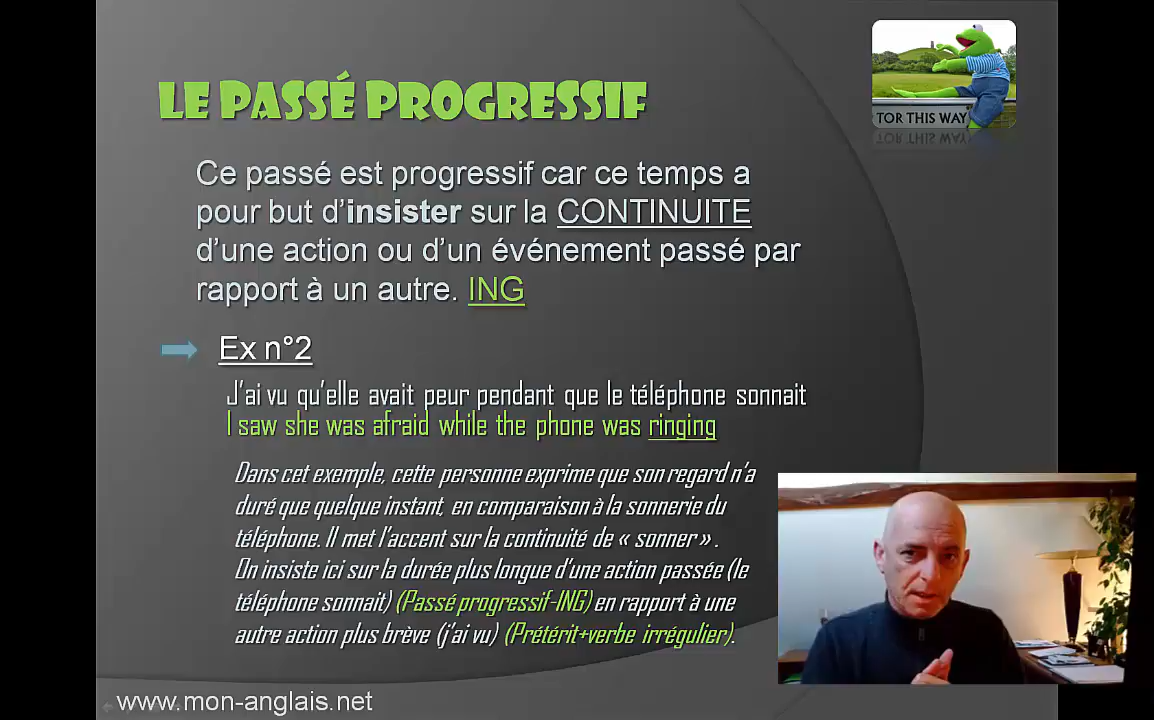 LE PASSÉ PROGRESSIF
TOR THIS WAY
Ce passé est progressif car ce temps a
pour but d'insister sur la CONTINUITE
d'une action ou d'un événement passé par
rapport à un autre. ING
Ex n°2
J'ai vu qu'elle avait peur pendant que le téléphone sonnait
I saw she was afraid while the phone was ringing
Dans cet exemple, cette personne exprime que son regard n'a
duré que quelque instant, en comparaison à la sonnerie du
téléphone. Il met l'accent sur la continuité de « sonner » .
On insiste ici sur la durée plus longue d'une action passée (le
téléphone sonnait) (Passé progressif-ING) en rapport à une
autre action plus brève (j'ai vu) (Prétérit+verbe irrégulier).
www.mon-anglais.net